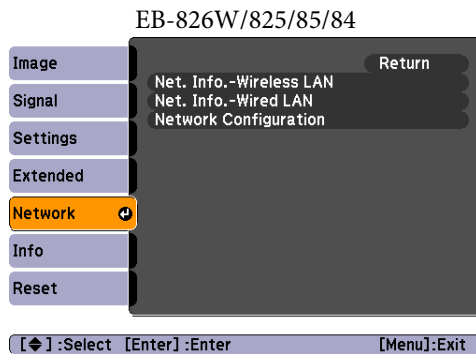 EB-826W/825/85/84
Image
Signal
Settings
Extended
Network
Info
Reset
Return
Net. Info.-Wireless LAN
Net. Info.-Wired LAN
Network Configuration
[◆] :Select [Enter] :Enter [Menu]:Exit